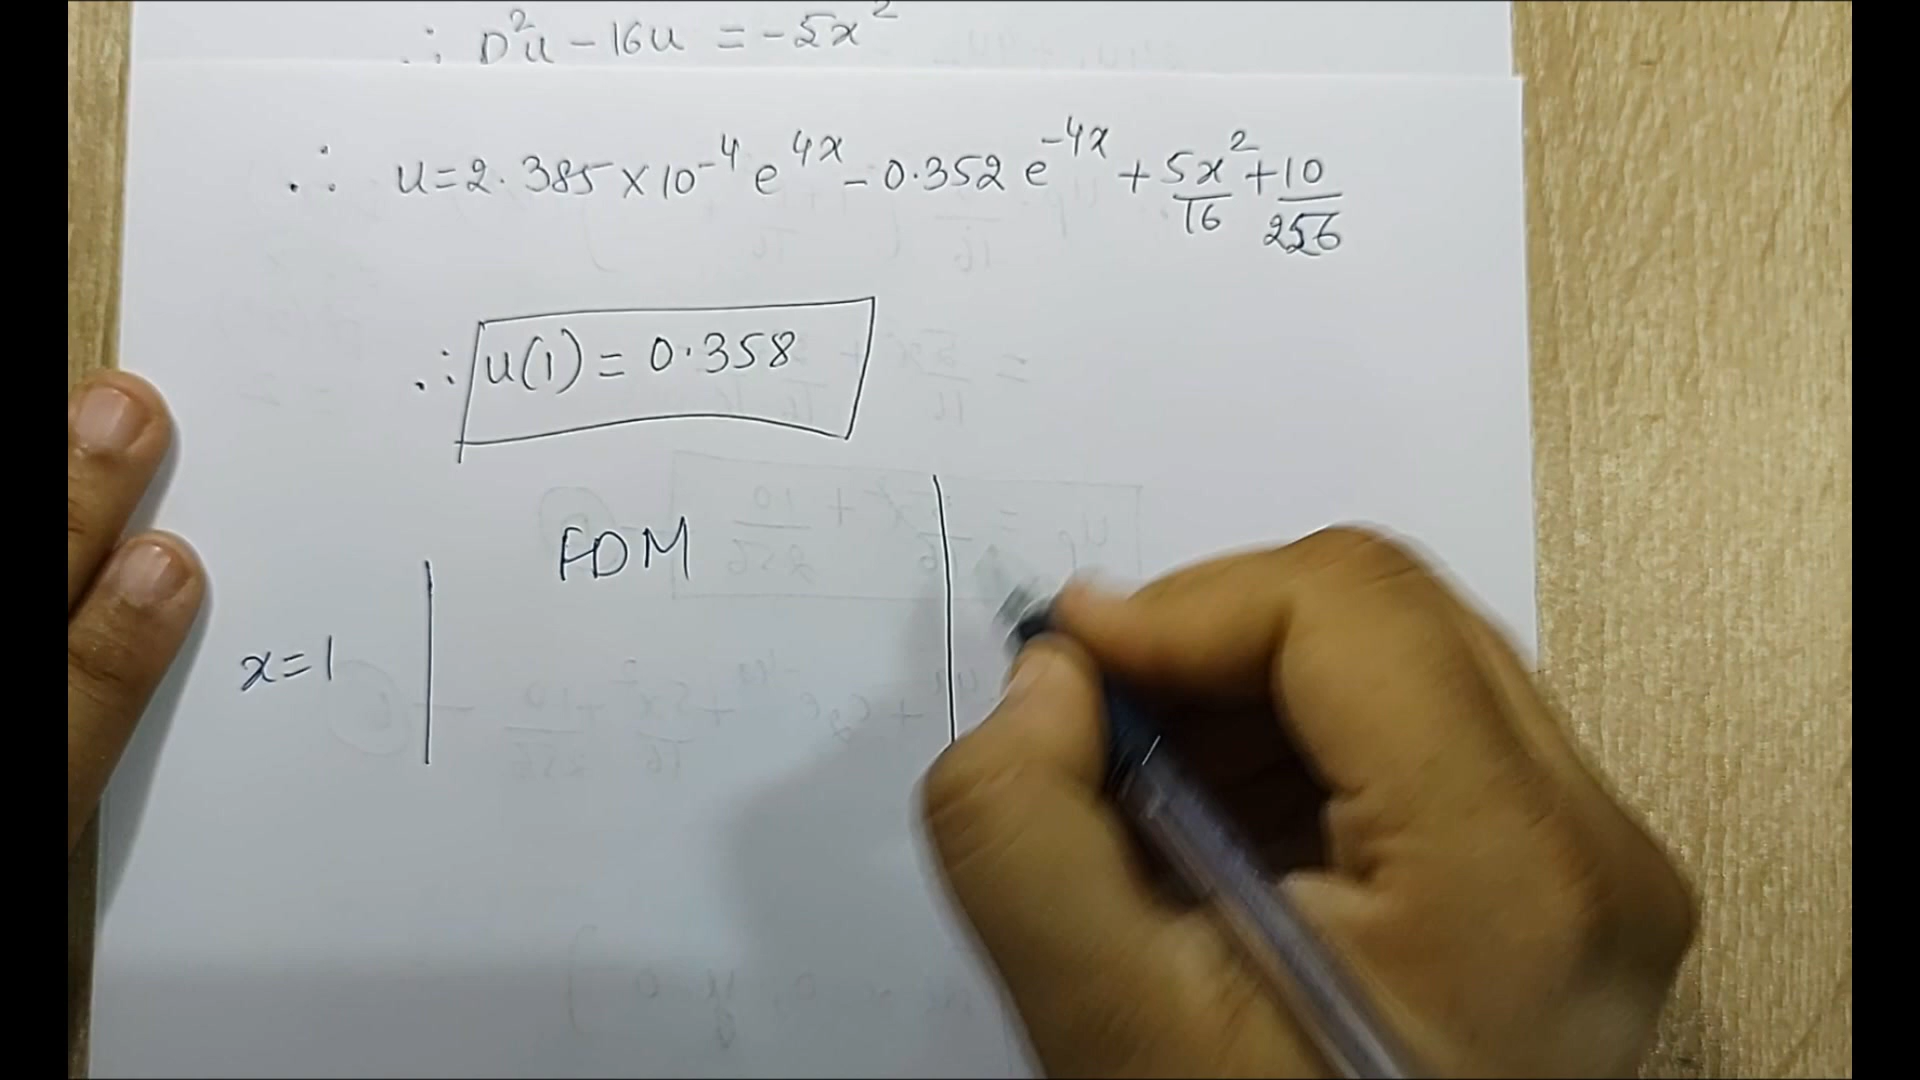 ∴ D²u - 16u = -5x²
∴ u = 2.385 × 10⁻⁴ e^{4x} - 0.352 e^{-4x} + 5x²/16 + 10/256
∴ u(1) = 0.358
FDM
x = 1